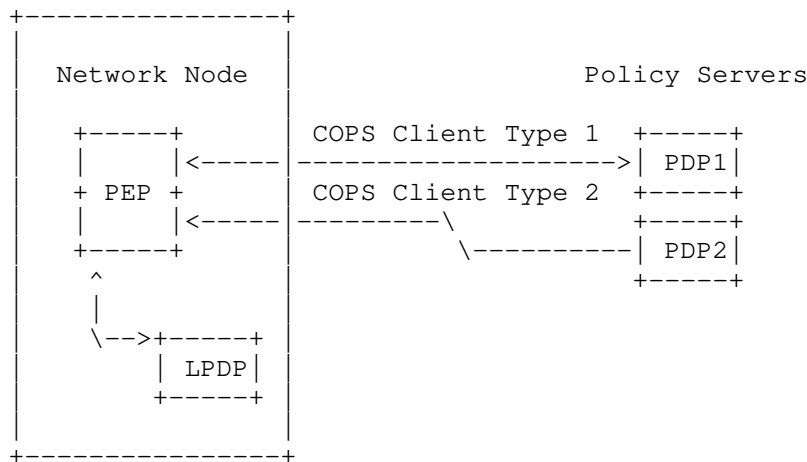 Network Node Policy Servers
COPS Client Type 1
PDP1
PEP
COPS Client Type 2
PDP2
LPDP